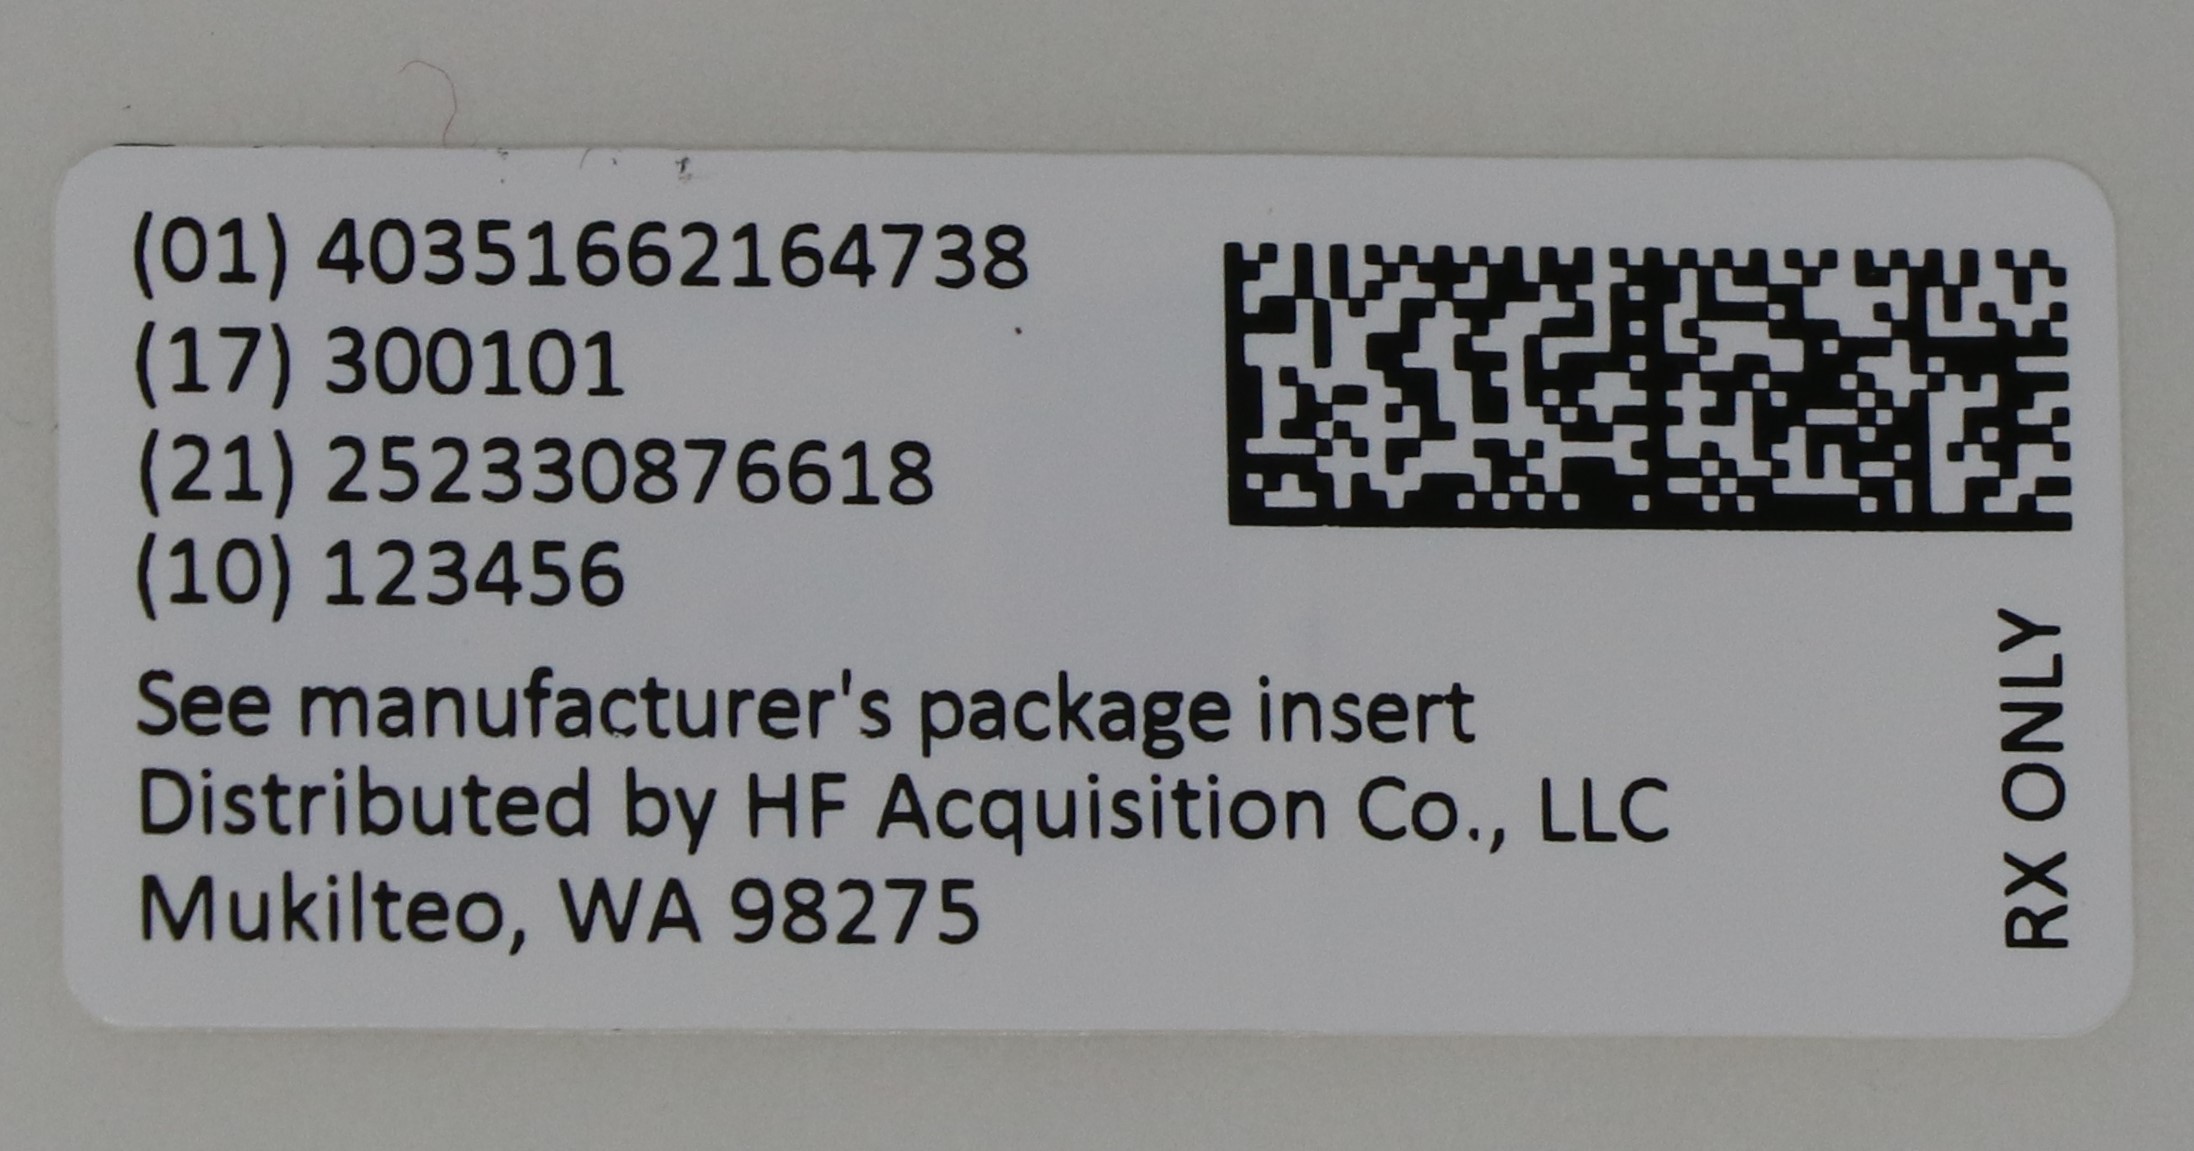 (01) 40351662164738
(17) 300101
(21) 252330876618
(10) 123456
See manufacturer's package insert
Distributed by HF Acquisition Co., LLC
Mukilteo, WA 98275
RX ONLY